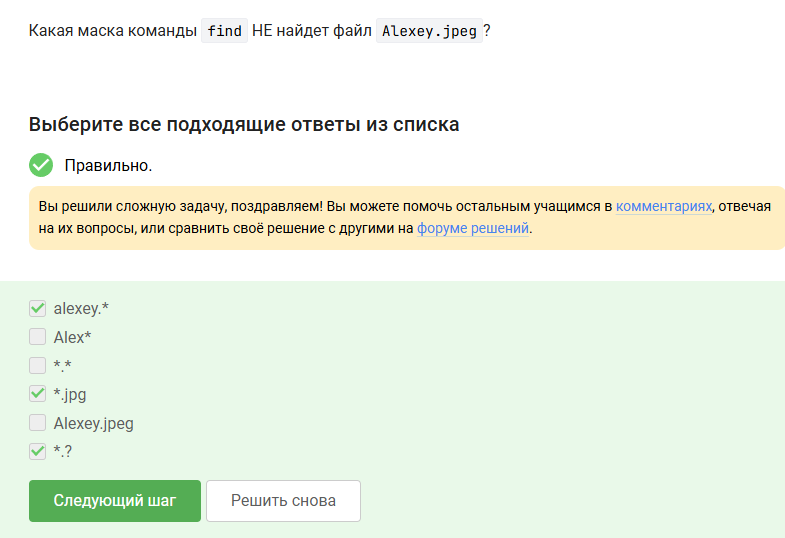 Какая маска команды find НЕ найдет файл Alexey.jpeg?
Выберите все подходящие ответы из списка
Правильно.
Вы решили сложную задачу, поздравляем! Вы можете помочь остальным учащимся в комментариях, отвечая
на их вопросы, или сравнить своё решение с другими на форуме решений.
alexey.*
Alex*
*.*
*.jpg
Alexey.jpeg
*.?
Следующий шаг
Решить снова